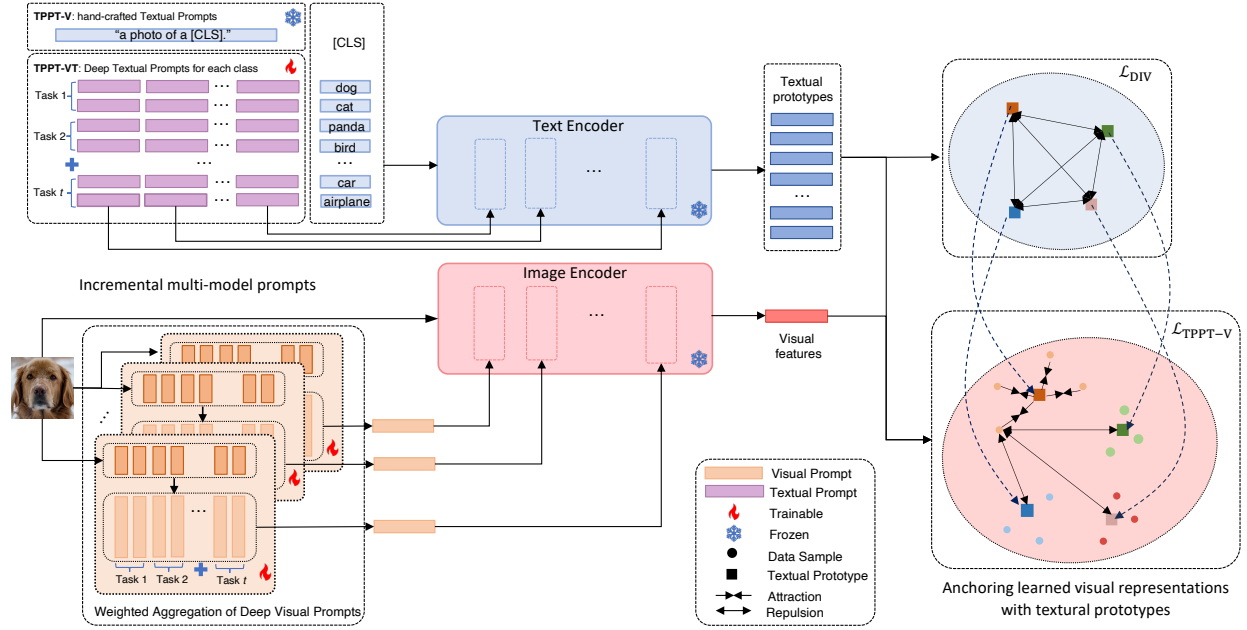 TPPT-V: hand-crafted Textual Prompts
"a photo of a [CLS]."
TPPT-VT: Deep Textual Prompts for each class
Task 1
Task 2
Task t
...
...
...
...
...
...
...
[CLS]
dog
cat
panda
bird
...
car
airplane
Text Encoder
...
Textual
prototypes
...
ℒDIV
Incremental multi-model prompts
Image Encoder
...
Visual
features
ℒTPPT−V
...
...
Task 1
Task 2
Task t
Weighted Aggregation of Deep Visual Prompts
Visual Prompt
Textual Prompt
Trainable
Frozen
Data Sample
Textual Prototype
Attraction
Repulsion
Anchoring learned visual representations
with textural prototypes